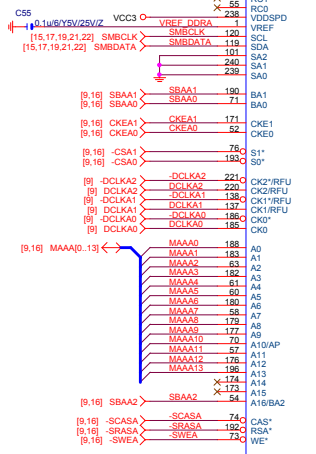 55 RC0
C55 0.1u/6/Y5V/25V/Z VCC3 238 VDDSPD
VREF_DDRA 1 VREF
[15,17,19,21,22] SMBCLK SMBCLK 120 SCL
[15,17,19,21,22] SMBDATA SMBDATA 119 SDA
101 SA2
240 SA1
239 SA0
[9,16] SBAA1 SBAA1 190 BA1
[9,16] SBAA0 SBAA0 71 BA0
[9,16] CKEA1 CKEA1 171 CKE1
[9,16] CKEA0 CKEA0 52 CKE0
[9,16] -CSA1 76 S1*
[9,16] -CSA0 193 S0*
[9] -DCLKA2 -DCLKA2 221 CK2*/RFU
[9] DCLKA2 DCLKA2 220 CK2/RFU
[9] -DCLKA1 -DCLKA1 138 CK1*/RFU
[9] DCLKA1 DCLKA1 137 CK1/RFU
[9] -DCLKA0 -DCLKA0 186 CK0*
[9] DCLKA0 DCLKA0 185 CK0
[9,16] MAAA[0..13] MAAA0 188 A0
MAAA1 183 A1
MAAA2 63 A2
MAAA3 182 A3
MAAA4 61 A4
MAAA5 60 A5
MAAA6 180 A6
MAAA7 58 A7
MAAA8 179 A8
MAAA9 177 A9
MAAA10 70 A10/AP
MAAA11 57 A11
MAAA12 176 A12
MAAA13 196 A13
174 A14
173 A15
[9,16] SBAA2 SBAA2 54 A16/BA2
[9,16] -SCASA -SCASA 74 CAS*
[9,16] -SRASA -SRASA 192 RSA*
[9,16] -SWEA -SWEA 73 WE*